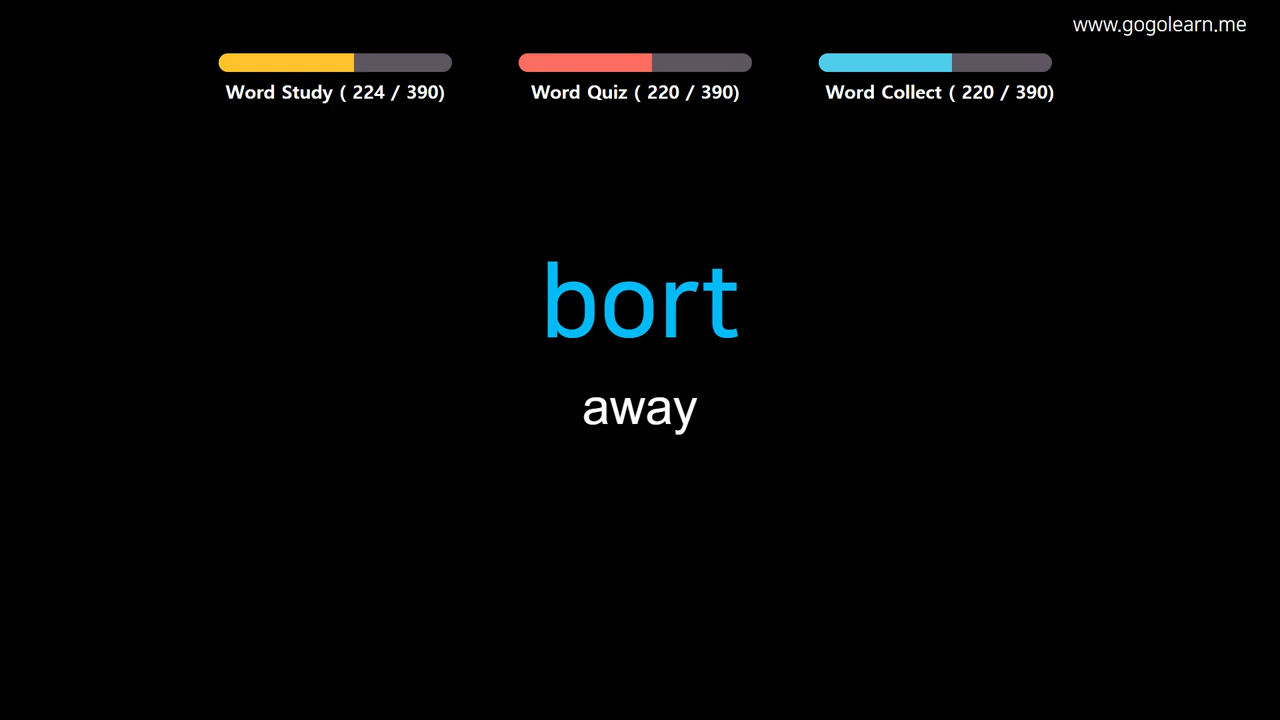 www.gogolearn.me
Word Study ( 224 / 390)
Word Quiz ( 220 / 390)
Word Collect ( 220 / 390)
bort
away